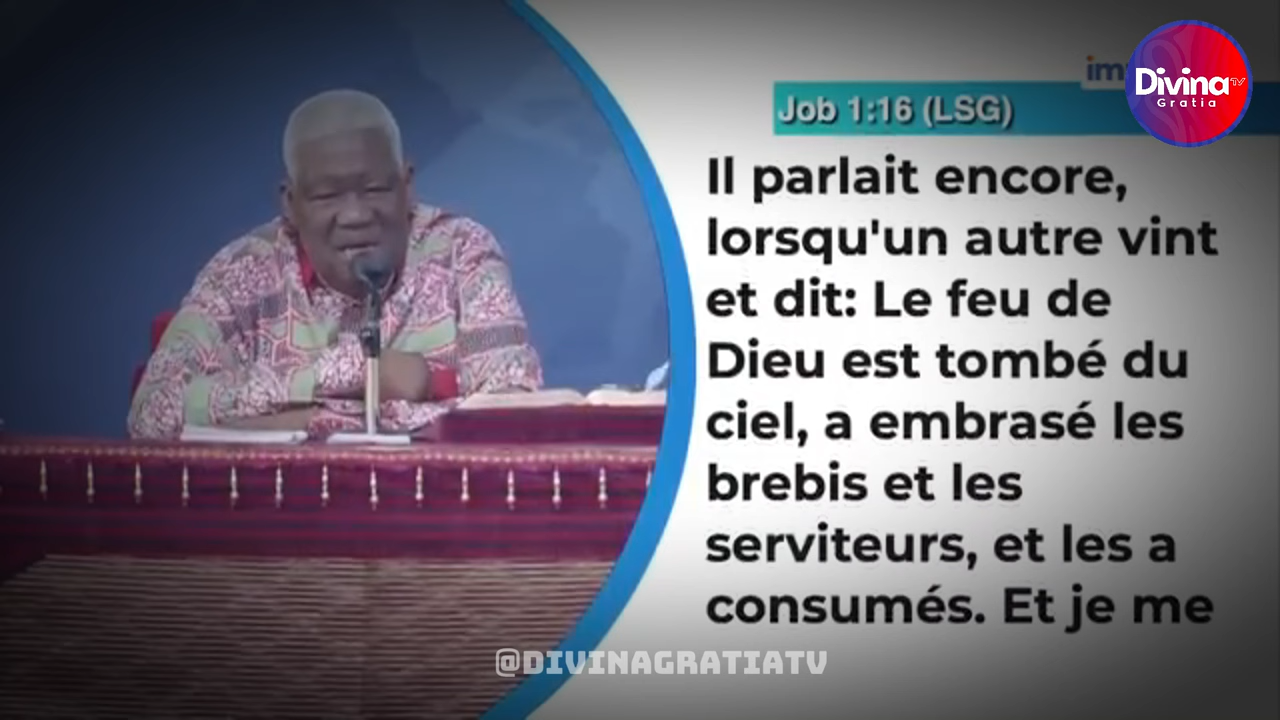 Divina TV
Gratia
Job 1:16 (LSG)
Il parlait encore,
lorsqu'un autre vint
et dit: Le feu de
Dieu est tombé du
ciel, a embrasé les
brebis et les
serviteurs, et les a
consumés. Et je me
@DIVINAGRATIATV